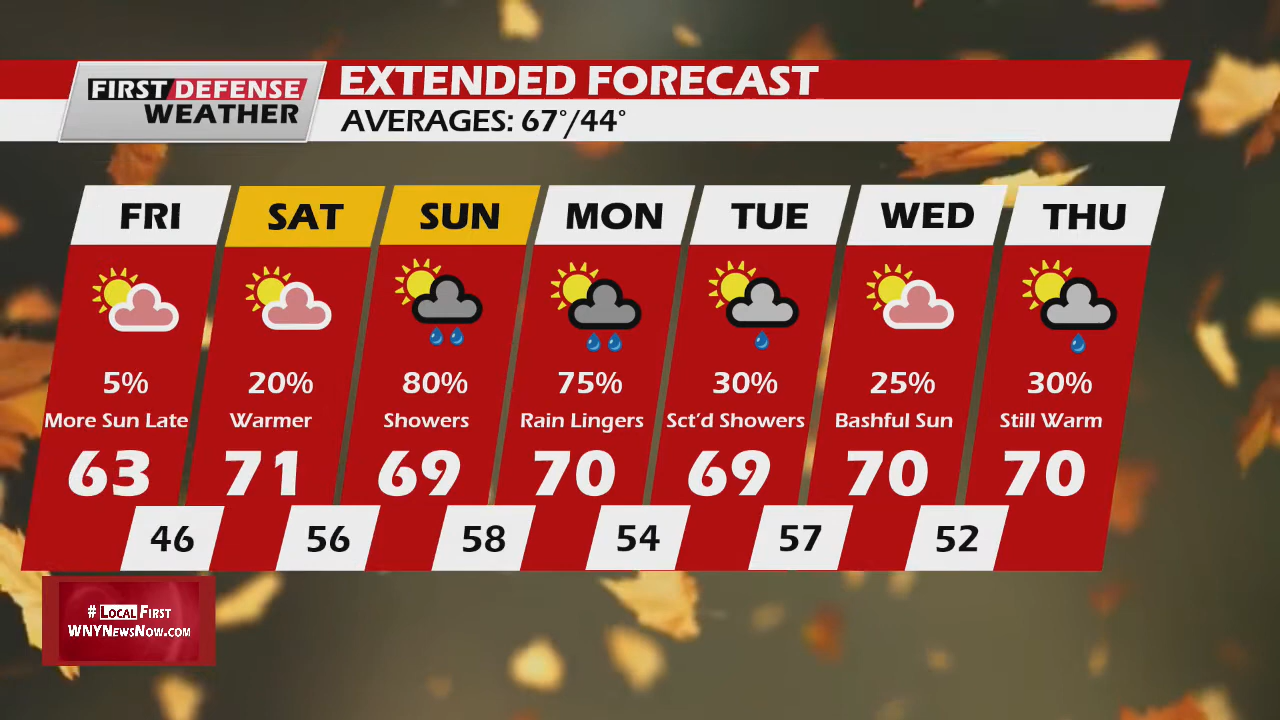 FIRST DEFENSE
WEATHER
EXTENDED FORECAST
AVERAGES: 67°/44°
FRI SAT SUN MON TUE WED THU
5% 20% 80% 75% 30% 25% 30%
More Sun Late Warmer Showers Rain Lingers Sct'd Showers Bashful Sun Still Warm
63 71 69 70 69 70 70
46 56 58 54 57 52
# LOCAL FIRST
WNYNEWSNOW.COM